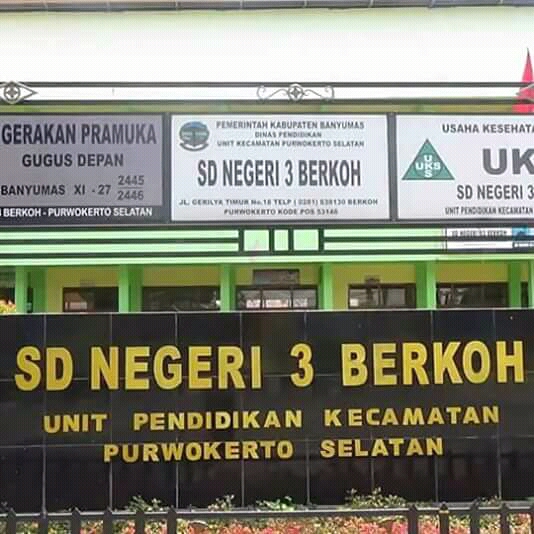 GERAKAN PRAMUKA
GUGUS DEPAN
BANYUMAS XI - 27 2445
2446
BERKOH - PURWOKERTO SELATAN
PEMERINTAH KABUPATEN BANYUMAS
DINAS PENDIDIKAN
UNIT KECAMATAN PURWOKERTO SELATAN
SD NEGERI 3 BERKOH
JL. GERILYA TIMUR No.18 TELP ( 0281) 639130 BERKOH
PURWOKERTO KODE POS 53146
USAHA KESEHATA
UK
UKS
SD NEGERI 3
UNIT PENDIDIKAN KECAMATAN
SD NEGERI 3 BERKOH
UNIT PENDIDIKAN KECAMATAN
PURWOKERTO SELATAN